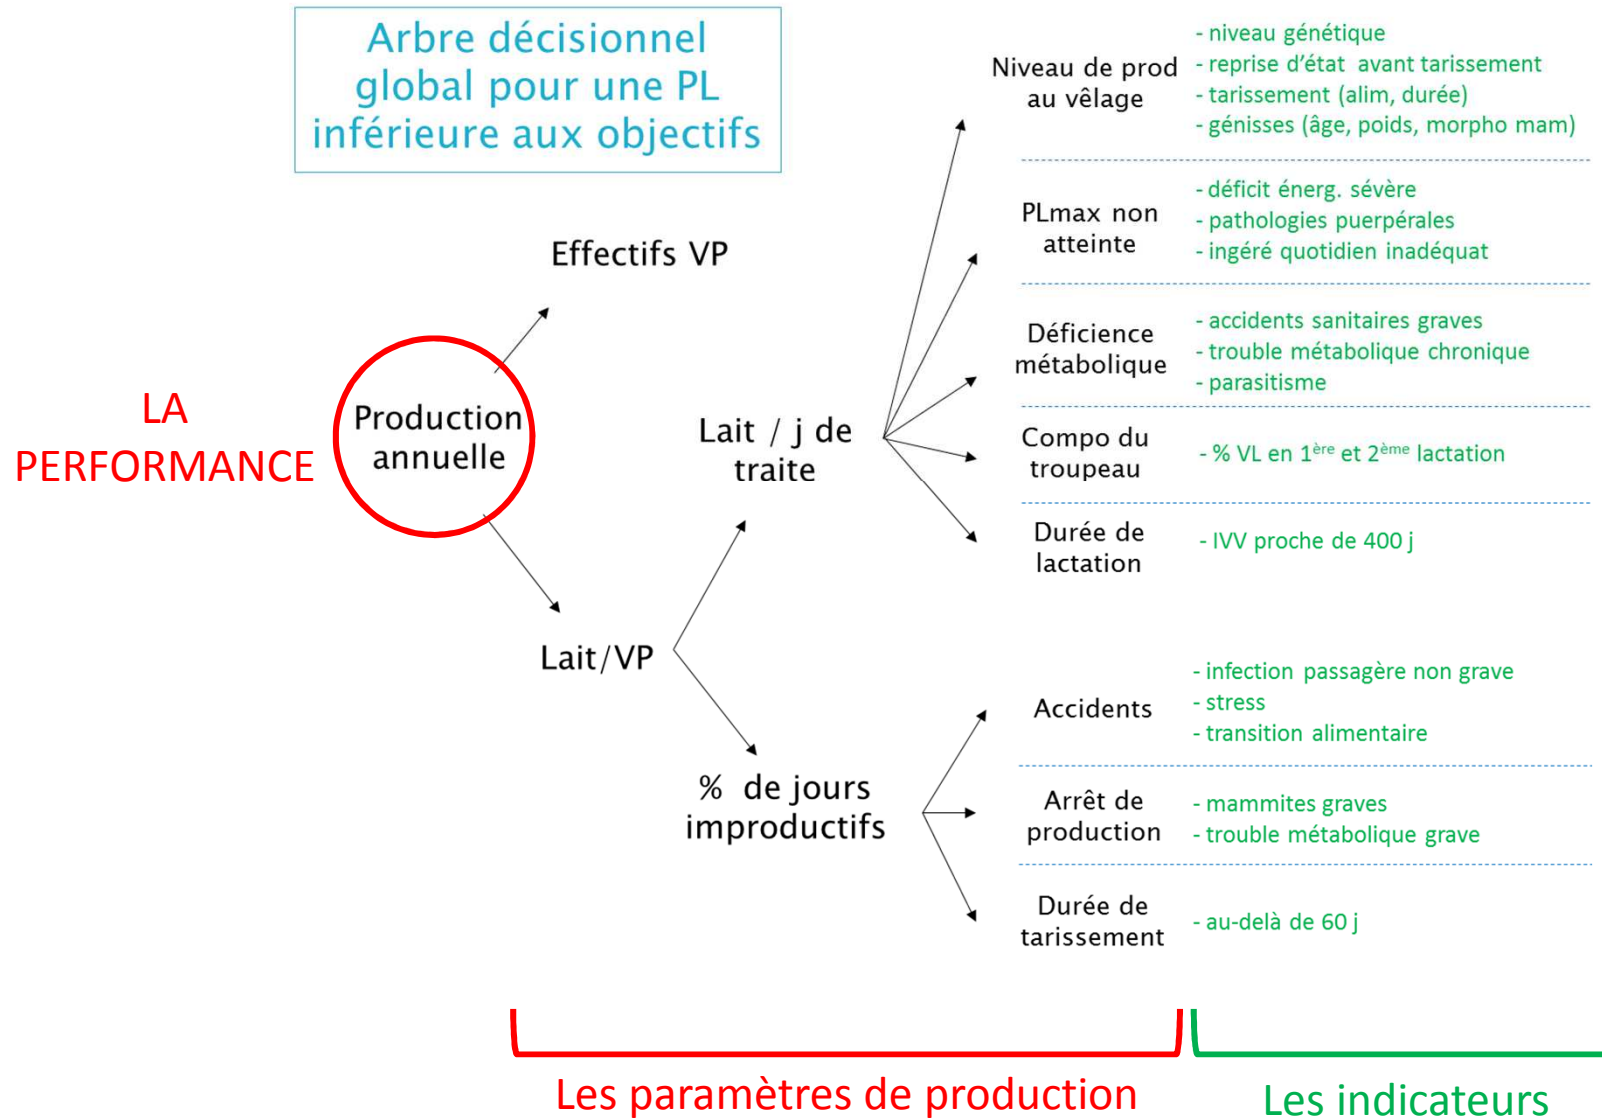 Arbre décisionnel
global pour une PL
inférieure aux objectifs
LA
PERFORMANCE
Production
annuelle
Effectifs VP
Lait/VP
Lait / j de
traite
% de jours
improductifs
Niveau de prod
au vêlage
- niveau génétique
- reprise d'état avant tarissement
- tarissement (alim, durée)
- génisses (âge, poids, morpho mam)
PLmax non
atteinte
- déficit énerg. sévère
- pathologies puerpérales
- ingéré quotidien inadéquat
Déficience
métabolique
- accidents sanitaires graves
- trouble métabolique chronique
- parasitisme
Compo du
troupeau
- % VL en 1ère et 2ème lactation
Durée de
lactation
- IVV proche de 400 j
Accidents
- infection passagère non grave
- stress
- transition alimentaire
Arrêt de
production
- mammites graves
- trouble métabolique grave
Durée de
tarissement
- au-delà de 60 j
Les paramètres de production
Les indicateurs